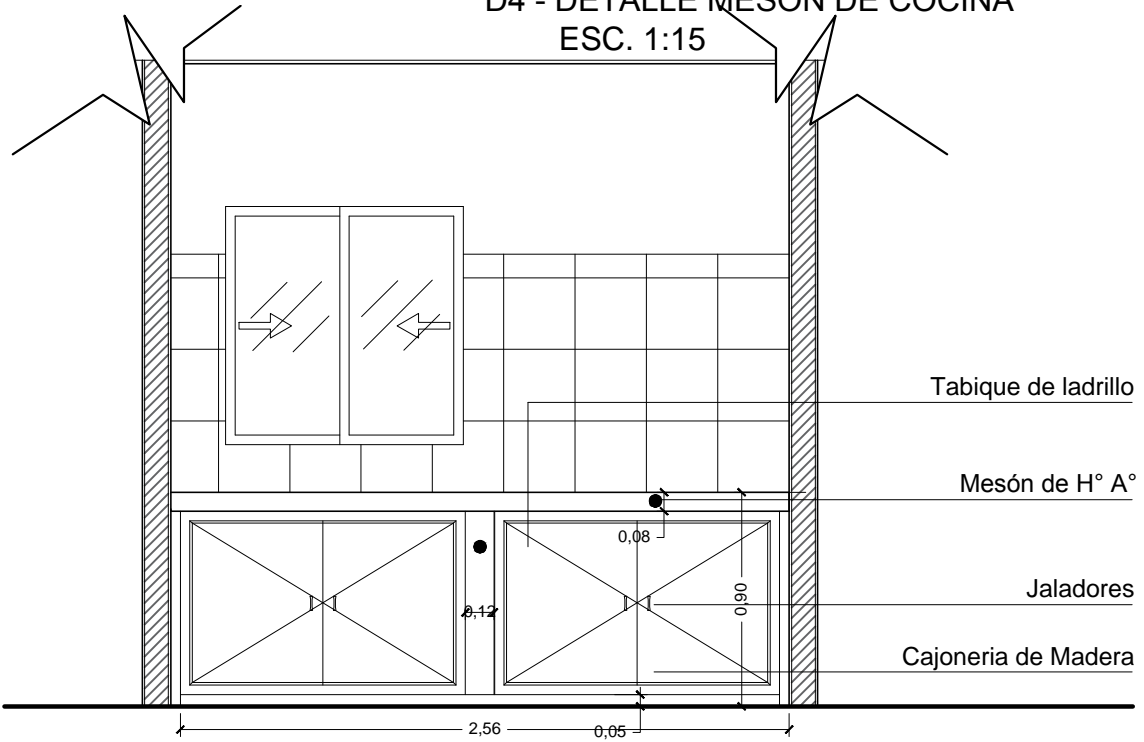 D4 - DETALLE MESON DE COCINA
ESC. 1:15
Tabique de ladrillo
Mesón de H° A°
0,08
Jaladores
0,90
0,12
Cajoneria de Madera
2,56
0,05